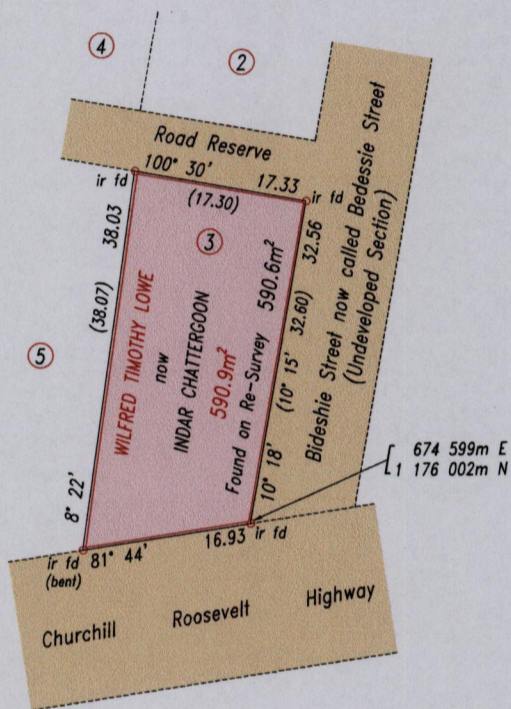 ④
②
Road Reserve
100° 30'
17.33
ir fd
(17.30)
ir fd
③
38.03
(38.07)
8° 22'
⑤
WILFRED TIMOTHY LOWE
now
INDAR CHATTERGOON
590.9m²
Found on Re-Survey 590.6m²
10° 18' (10° 15' 32.60) 32.56
Bideshie Street now called Bedessie Street
(Undeveloped Section)
674 599m E
1 176 002m N
ir fd
(bent)
81° 44'
16.93
ir fd
Churchill Roosevelt Highway